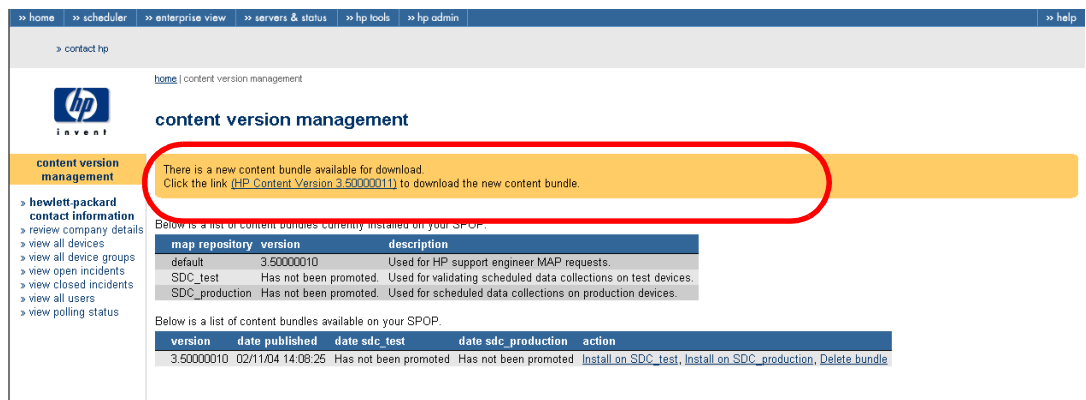 » home » scheduler » enterprise view » servers & status » hp tools » hp admin » help
» contact hp
home | content version management
hp
invent
content version management
content version
management
There is a new content bundle available for download.
Click the link (HP Content Version 3.50000011) to download the new content bundle.
» hewlett-packard
contact information
» review company details
» view all devices
» view all device groups
» view open incidents
» view closed incidents
» view all users
» view polling status
Below is a list of content bundles currently installed on your SPOP.
map repository version description
default 3.50000010 Used for HP support engineer MAP requests.
SDC_test Has not been promoted. Used for validating scheduled data collections on test devices.
SDC_production Has not been promoted. Used for scheduled data collections on production devices.
Below is a list of content bundles available on your SPOP.
version date published date sdc_test date sdc_production action
3.50000010 02/11/04 14:08:25 Has not been promoted Has not been promoted Install on SDC_test, Install on SDC_production, Delete bundle